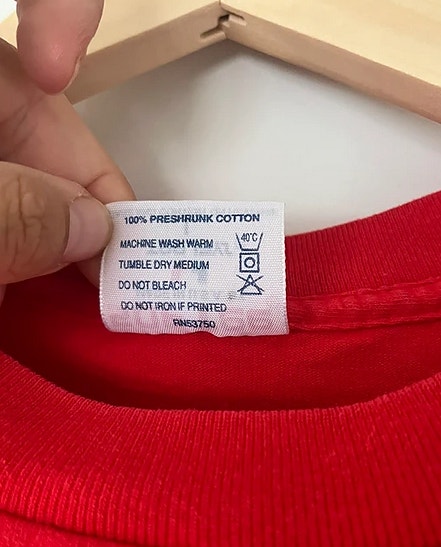 100% PRESHRUNK COTTON
MACHINE WASH WARM 40°C
TUMBLE DRY MEDIUM
DO NOT BLEACH
DO NOT IRON IF PRINTED
RN53750